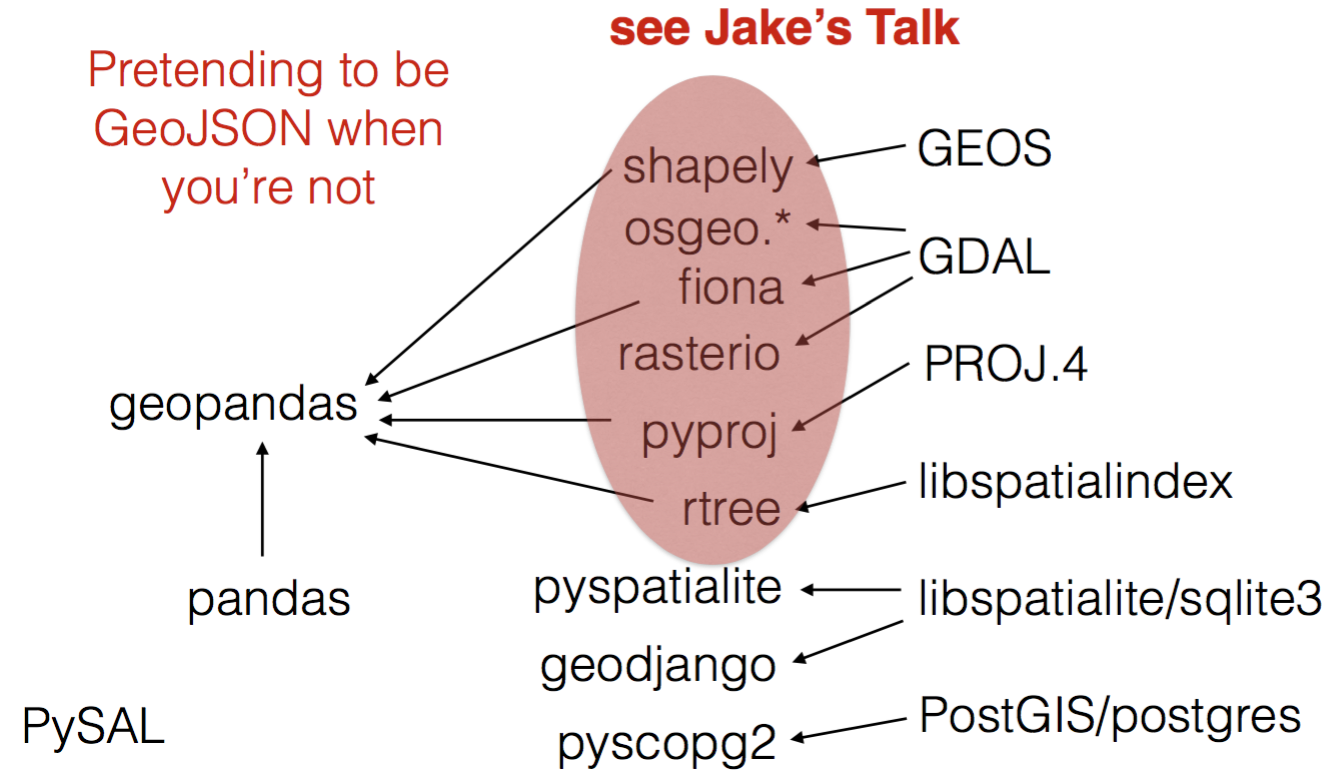 see Jake’s Talk
Pretending to be
GeoJSON when
you’re not
shapely
osgeo.*
fiona
rasterio
pyproj
rtree
pyspatialite
geodjango
pyscopg2
GEOS
GDAL
PROJ.4
libspatialindex
libspatialite/sqlite3
PostGIS/postgres
geopandas
pandas
PySAL